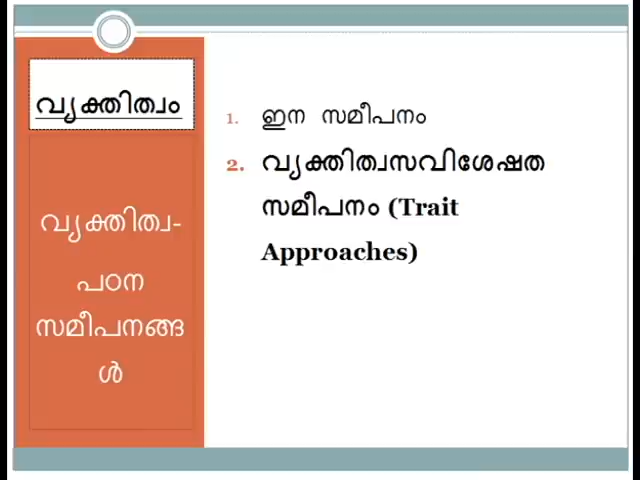 വ്യക്തിത്വം
വ്യക്തിത്വ-
പഠന
സമീപനങ്ങ
ൾ
1. ഇന സമീപനം
2. വ്യക്തിത്വസവിശേഷത
സമീപനം (Trait
Approaches)